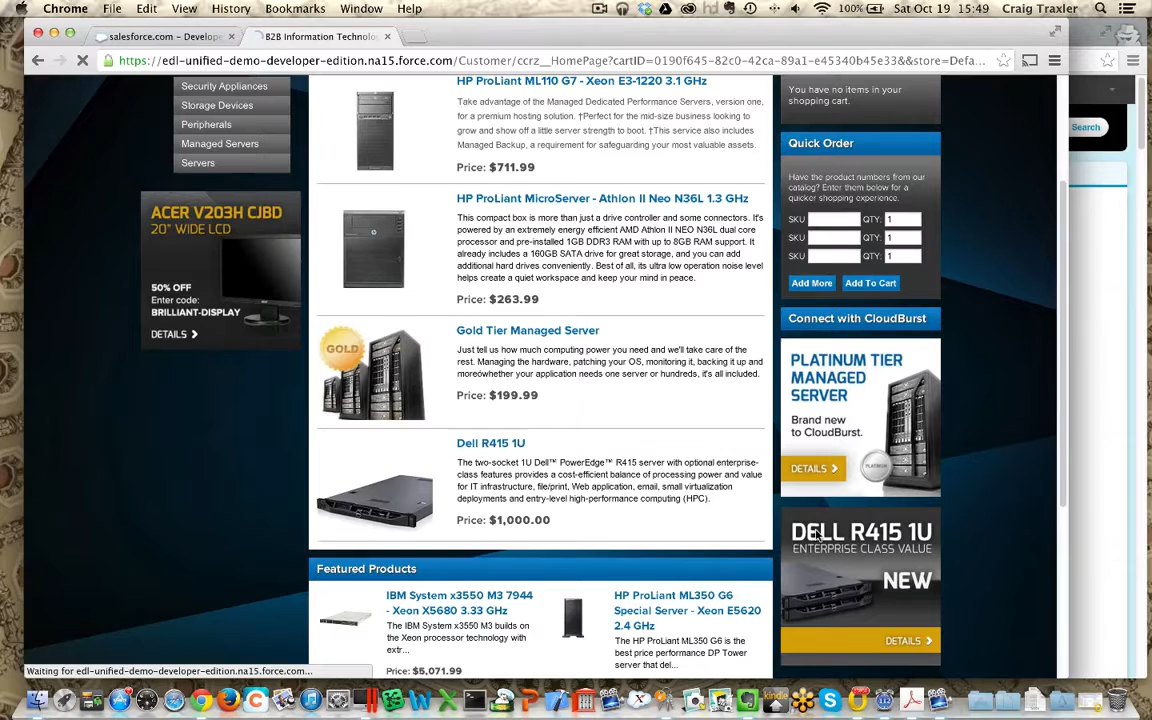 Chrome File Edit View History Bookmarks Window Help 100% Sat Oct 19 15:49 Craig Traxler
salesforce.com – Develope × B2B Information Technolo ×
https://edl-unified-demo-developer-edition.na15.force.com/Customer/ccrz__HomePage?cartID=0190f645-82c0-42ca-89a1-e45340b45e33&&store=Defa...
Security Appliances
Storage Devices
Peripherals
Managed Servers
Servers
ACER V203H CJBD
20" WIDE LCD
50% OFF
Enter code:
BRILLIANT-DISPLAY
DETAILS
HP ProLiant ML110 G7 - Xeon E3-1220 3.1 GHz
Take advantage of the Managed Dedicated Performance Servers, version one,
for a premium hosting solution. †Perfect for the mid-size business looking to
grow and show off a little server strength to boot. †This service also includes
Managed Backup, a requirement for safeguarding your most valuable assets.
Price: $711.99
HP ProLiant MicroServer - Athlon II Neo N36L 1.3 GHz
This compact box is more than just a drive controller and some connectors. It's
powered by an extremely energy efficient AMD Athlon II NEO N36L dual core
processor and pre-installed 1GB DDR3 RAM with up to 8GB RAM support. It
already includes a 160GB SATA drive for great storage, and you can add
additional hard drives conveniently. Best of all, its ultra low operation noise level
helps create a quiet workspace and keep your mind in peace.
Price: $263.99
GOLD
Gold Tier Managed Server
Just tell us how much computing power you need and we'll take care of the
rest. Managing the hardware, patching your OS, monitoring it, backing it up and
moreówhether your application needs one server or hundreds, it's all included.
Price: $199.99
Dell R415 1U
The two-socket 1U Dell™ PowerEdge™ R415 server with optional enterprise-
class features provides a cost-efficient balance of processing power and value
for IT infrastructure, file/print, Web application, email, small virtualization
deployments and entry-level high-performance computing (HPC).
Price: $1,000.00
Featured Products
IBM System x3550 M3 7944
- Xeon X5680 3.33 GHz
The IBM System x3550 M3 builds on
the Xeon processor technology with
extr...
Price: $5,071.99
HP ProLiant ML350 G6
Special Server - Xeon E5620
2.4 GHz
The HP ProLiant ML350 G6 is the
best price performance DP Tower
server that del...
You have no items in your
shopping cart.
Quick Order
Have the product numbers from our
catalog? Enter them below for a
quicker shopping experience.
SKU QTY: 1
SKU QTY: 1
SKU QTY: 1
Add More Add To Cart
Connect with CloudBurst
PLATINUM TIER
MANAGED
SERVER
Brand new
to CloudBurst.
DETAILS
PLATINUM
DELL R415 1U
ENTERPRISE CLASS VALUE
NEW
DETAILS
Search
Waiting for edl-unified-demo-developer-edition.na15.force.com...